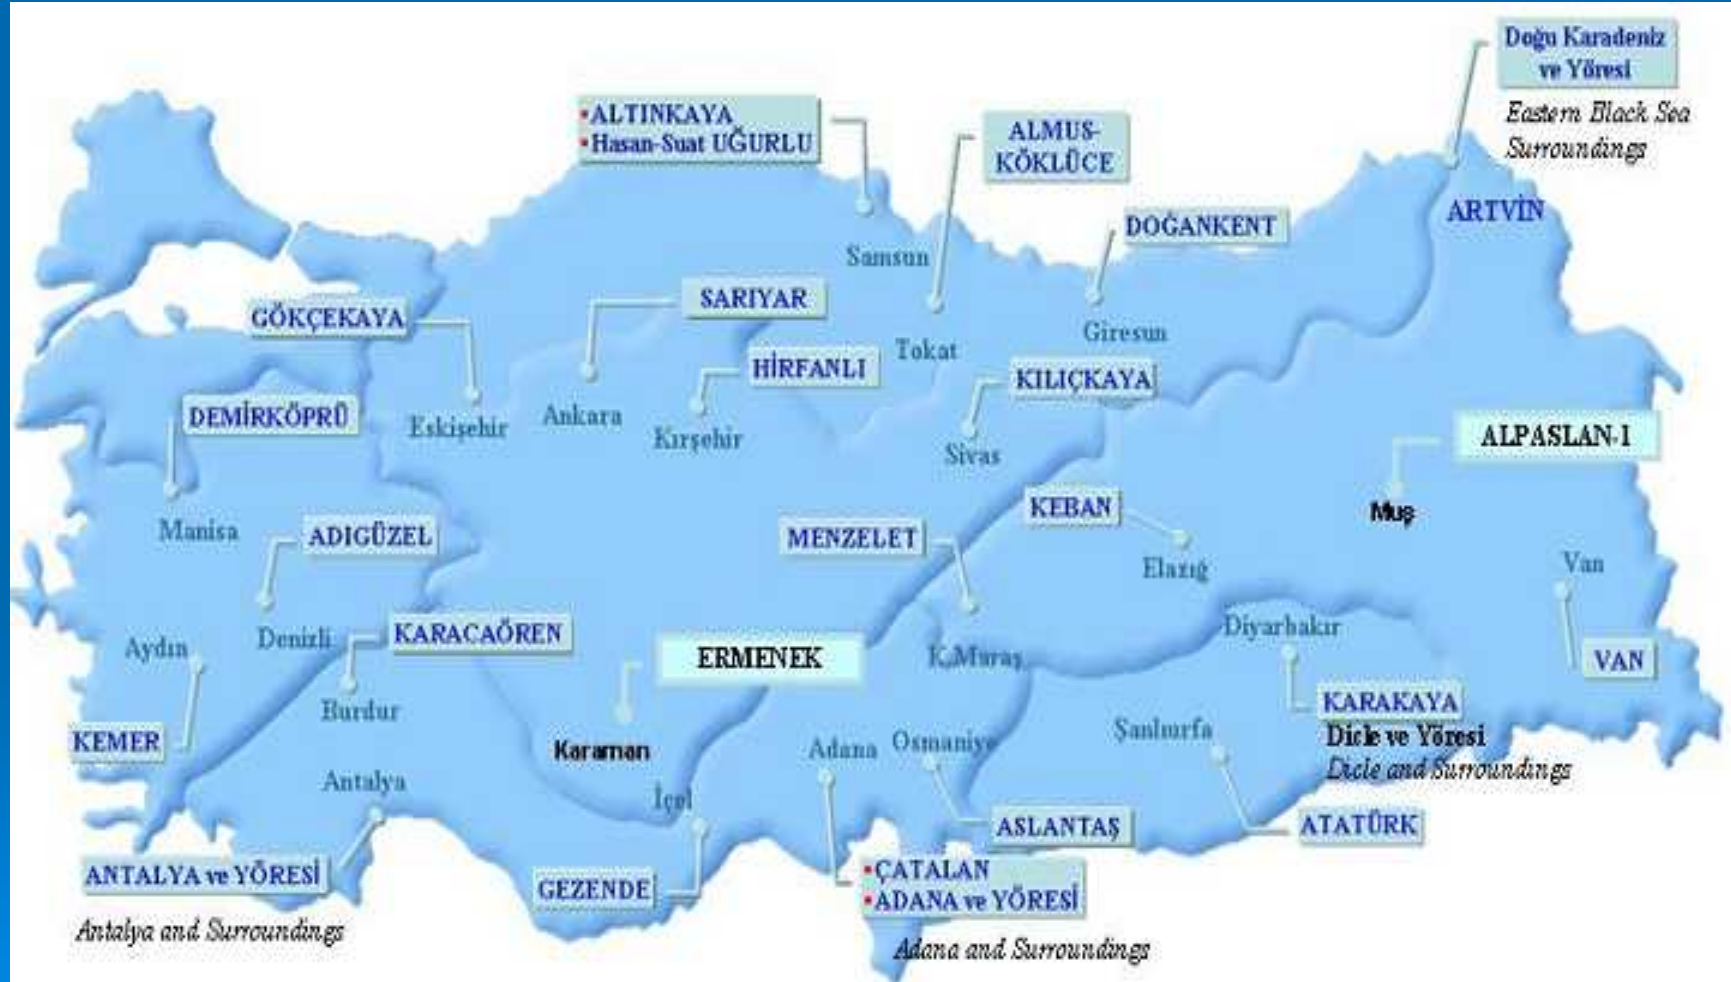 Doğu Karadeniz
ve Yöresi
Eastern Black Sea
Surroundings
ALTINKAYA
Hasan-Suat UĞURLU
ALMUS-
KÖKLÜCE
ARTVİN
DOĞANKENT
Samsun
SARIYAR
GÖKÇEKAYA
Giresun
Tokat
HİRFANLI
KILIÇKAYA
DEMİRKÖPRÜ
Eskişehir
Ankara
Kırşehir
Sivas
ALPASLAN-1
Muş
KEBAN
Manisa
ADIGÜZEL
MENZELET
Elazığ
Van
Aydın
Denizli
KARACAÖREN
ERMENEK
K.Maraş
Diyarbakır
VAN
Burdur
KARAKAYA
Dicle ve Yöresi
Dicle and Surroundings
KEMER
Karaman
Adana
Osmaniye
Şanlıurfa
Antalya
İçel
ASLANTAŞ
ATATÜRK
ANTALYA ve YÖRESİ
Antalya and Surroundings
GEZENDE
ÇATALAN
ADANA ve YÖRESİ
Adana and Surroundings